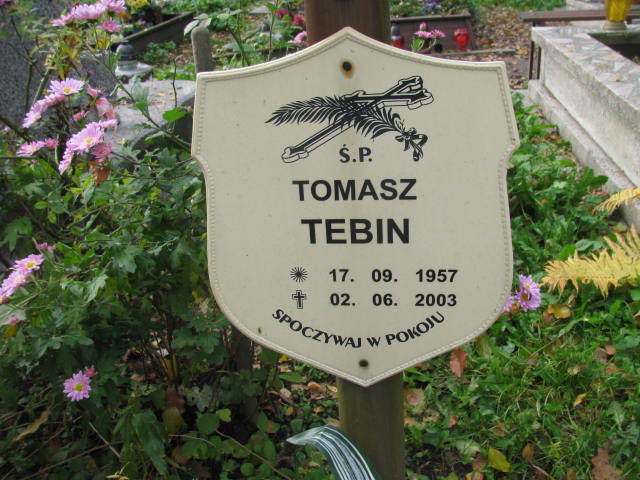 Ś.P.
TOMASZ
TEBIN
17. 09. 1957
02. 06. 2003
SPOCZYWAJ W POKOJU